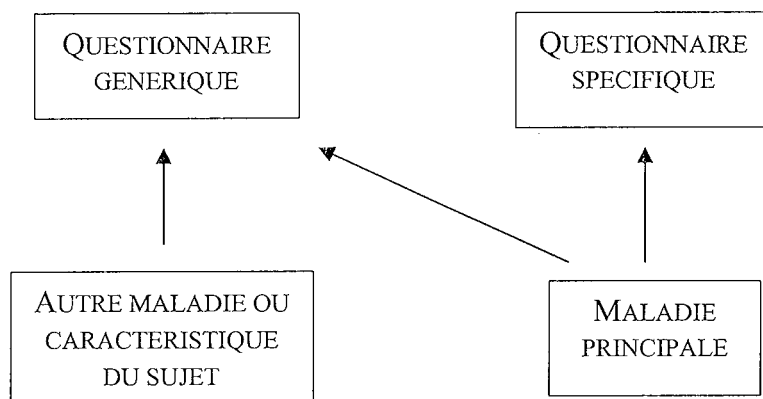 QUESTIONNAIRE
GENERIQUE
QUESTIONNAIRE
SPECIFIQUE
AUTRE MALADIE OU
CARACTERISTIQUE
DU SUJET
MALADIE
PRINCIPALE